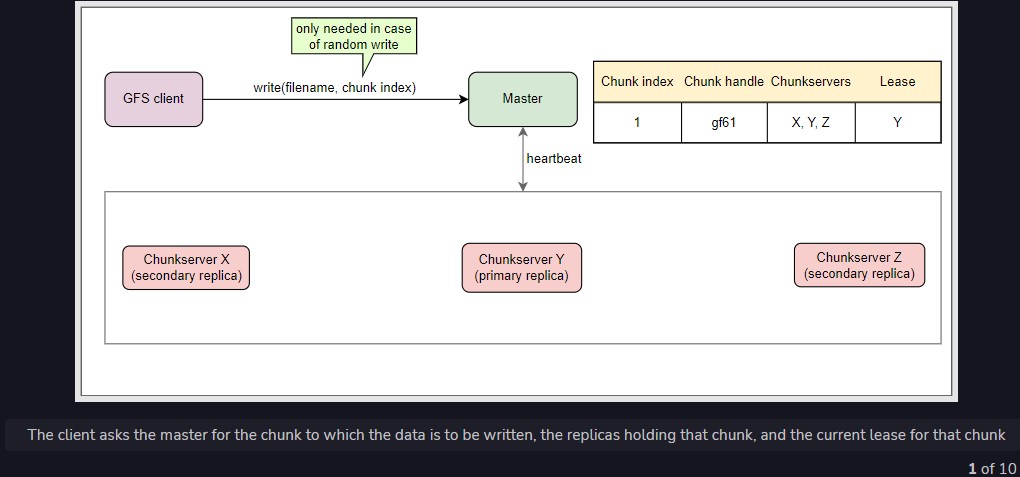 only needed in case
of random write
GFS client
write(filename, chunk index)
Master
Chunk index Chunk handle Chunkservers Lease
1 gf61 X, Y, Z Y
heartbeat
Chunkserver X
(secondary replica)
Chunkserver Y
(primary replica)
Chunkserver Z
(secondary replica)
The client asks the master for the chunk to which the data is to be written, the replicas holding that chunk, and the current lease for that chunk
1 of 10